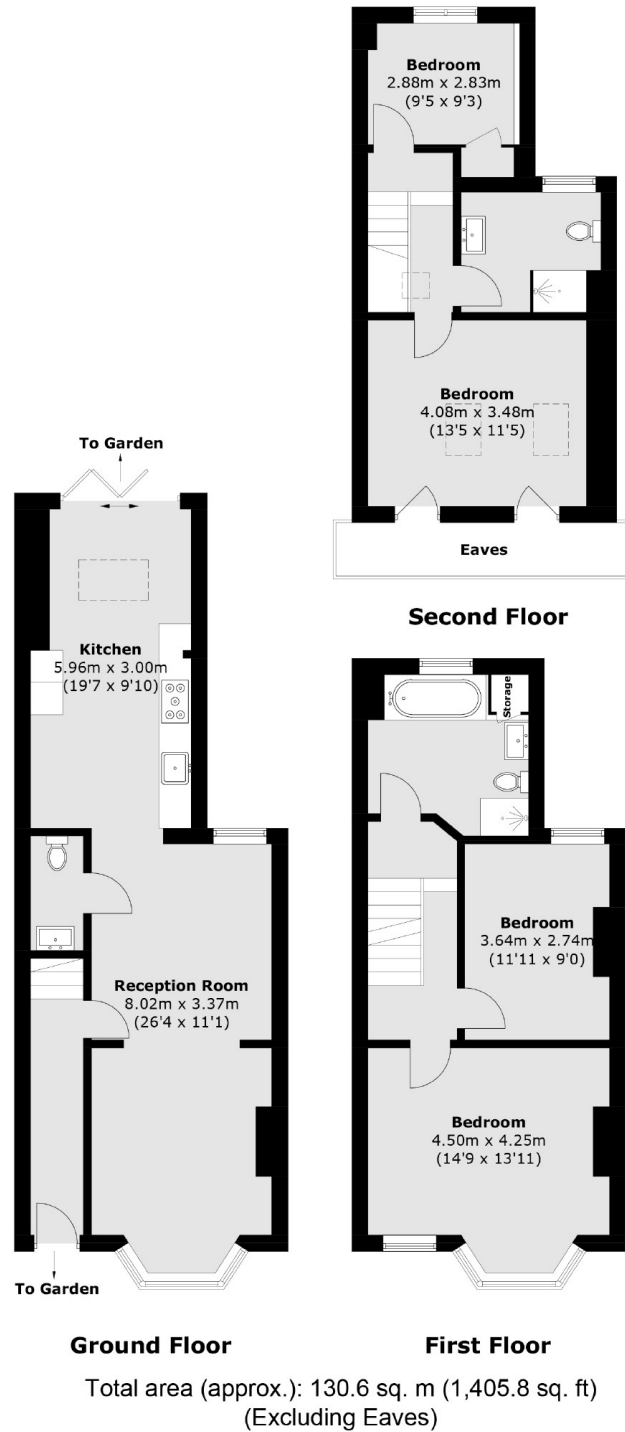 Bedroom
2.88m x 2.83m
(9'5 x 9'3)
Bedroom
4.08m x 3.48m
(13'5 x 11'5)
Eaves
Second Floor
To Garden
Kitchen
5.96m x 3.00m
(19'7 x 9'10)
Reception Room
8.02m x 3.37m
(26'4 x 11'1)
To Garden
Ground Floor
Storage
Bedroom
3.64m x 2.74m
(11'11 x 9'0)
Bedroom
4.50m x 4.25m
(14'9 x 13'11)
First Floor
Total area (approx.): 130.6 sq. m (1,405.8 sq. ft)
(Excluding Eaves)